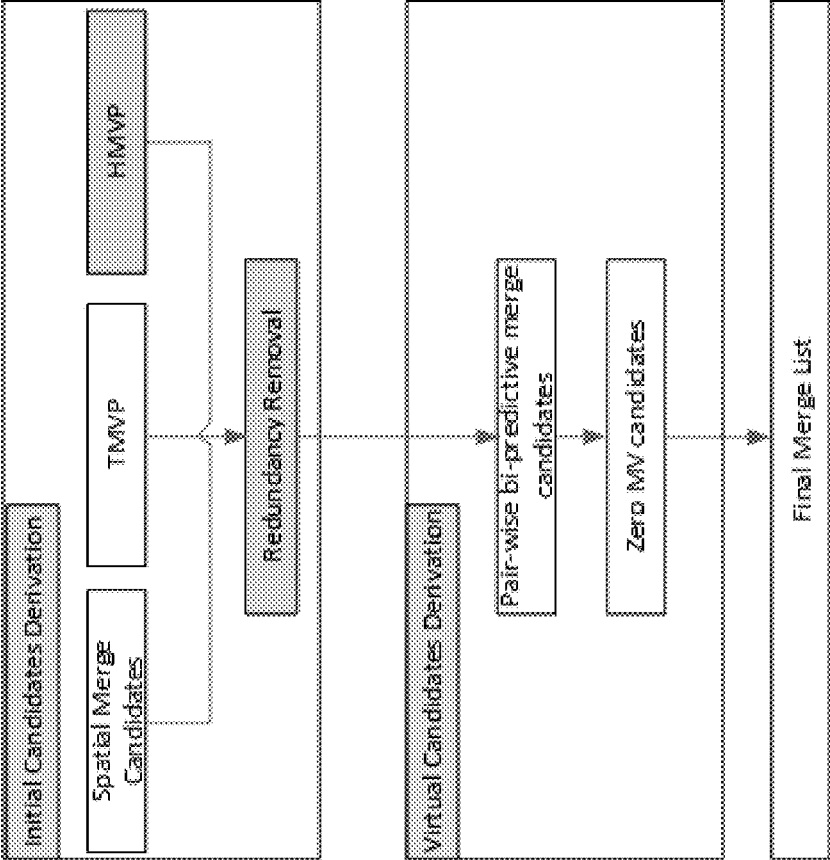 Initial Candidates Derivation
Spatial Merge
Candidates
TMVP
HMVP
Redundancy Removal
Virtual Candidates Derivation
Pair-wise bi-predictive merge
candidates
Zero MV candidates
Final Merge List